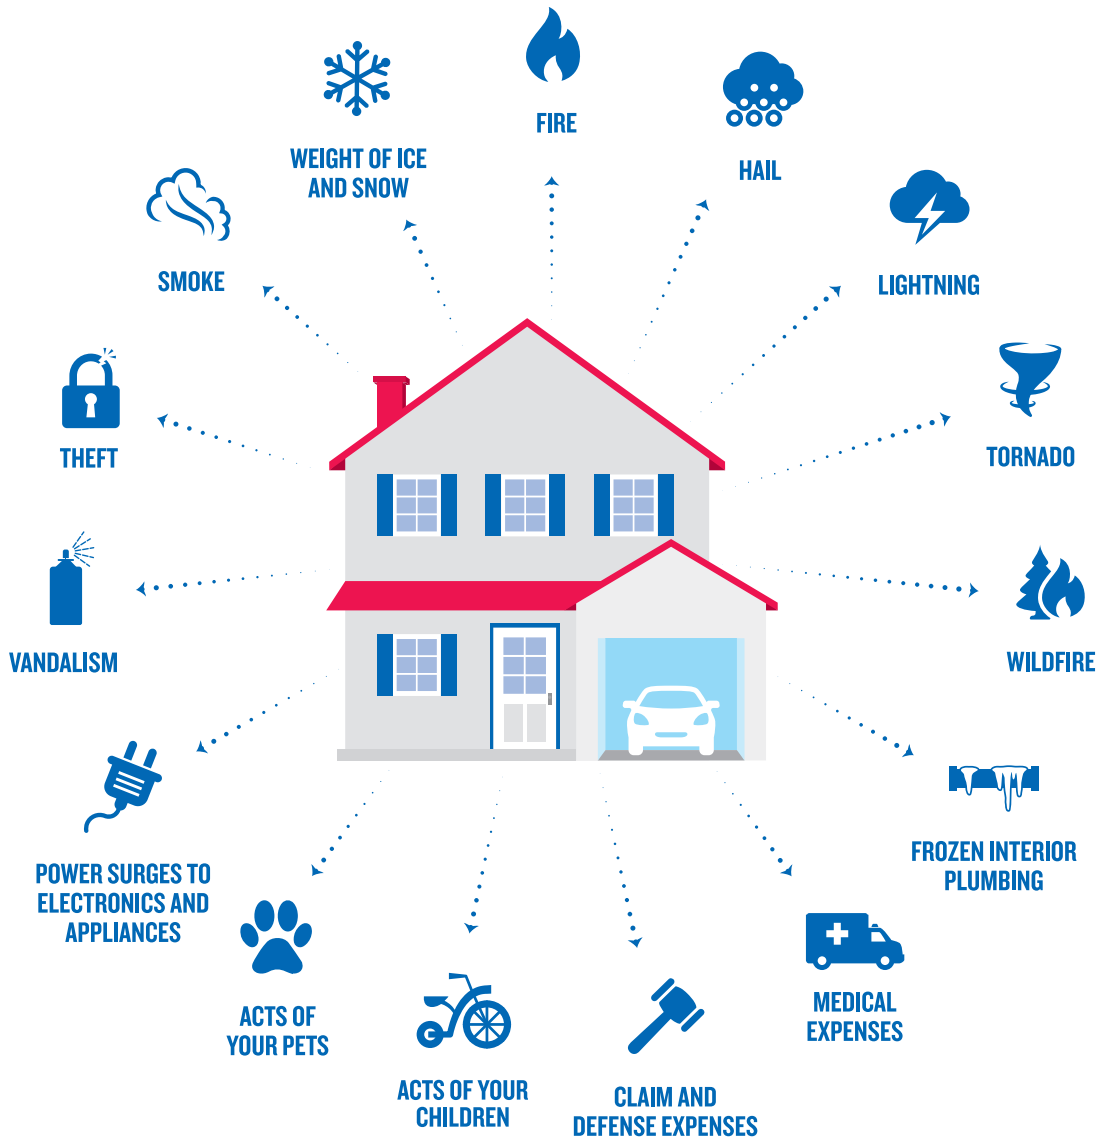 FIRE
HAIL
WEIGHT OF ICE
AND SNOW
SMOKE
LIGHTNING
THEFT
TORNADO
VANDALISM
WILDFIRE
FROZEN INTERIOR
PLUMBING
POWER SURGES TO
ELECTRONICS AND
APPLIANCES
MEDICAL
EXPENSES
ACTS OF
YOUR PETS
ACTS OF YOUR
CHILDREN
CLAIM AND
DEFENSE EXPENSES